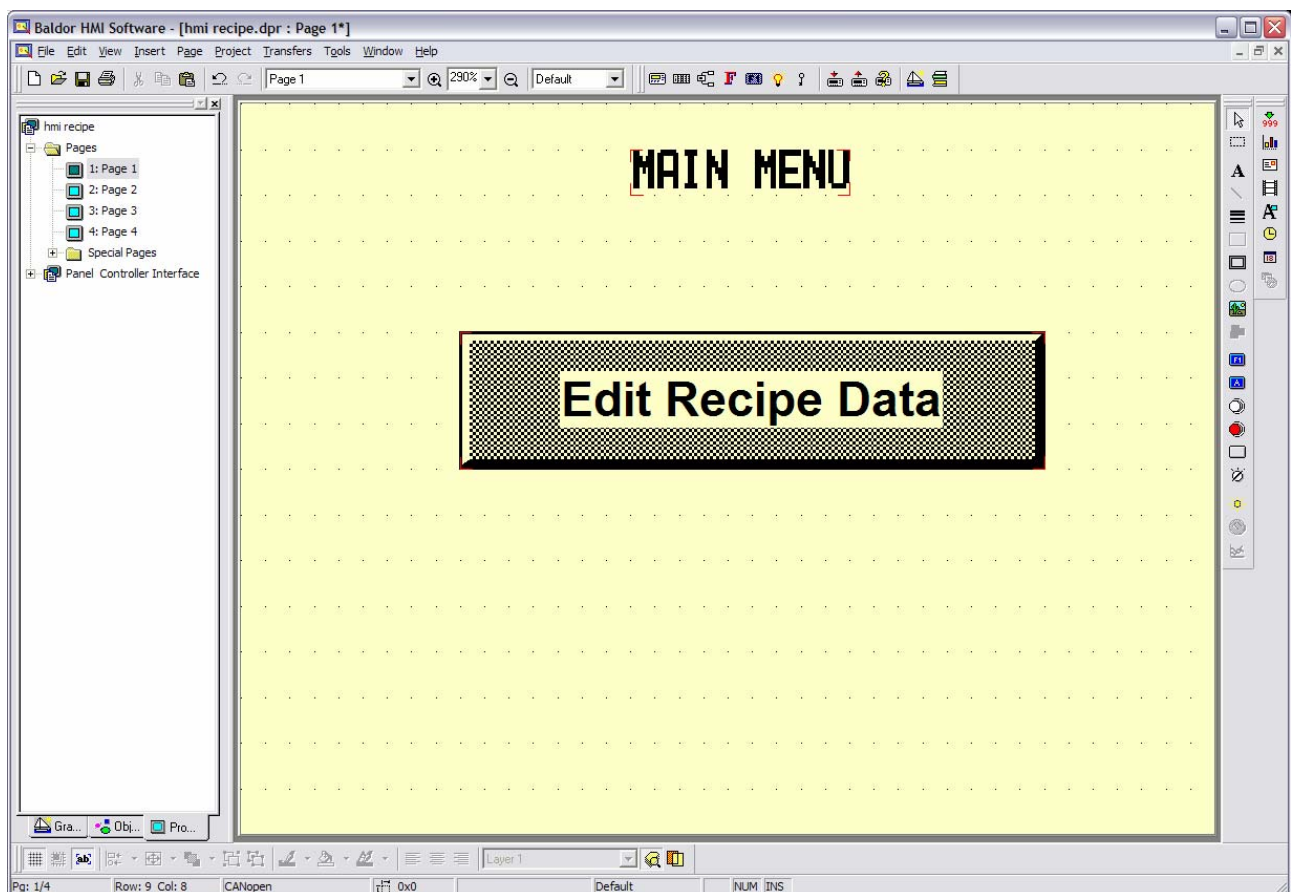 Baldor HMI Software - [hmi recipe.dpr : Page 1*]
File Edit View Insert Page Project Transfers Tools Window Help
Page 1 290% Default
hmi recipe
Pages
1: Page 1
2: Page 2
3: Page 3
4: Page 4
Special Pages
Panel Controller Interface
MAIN MENU
Edit Recipe Data
Gra... Obj... Pro...
Layer 1
Pg: 1/4 Row: 9 Col: 8 CANopen 0x0 Default NUM INS